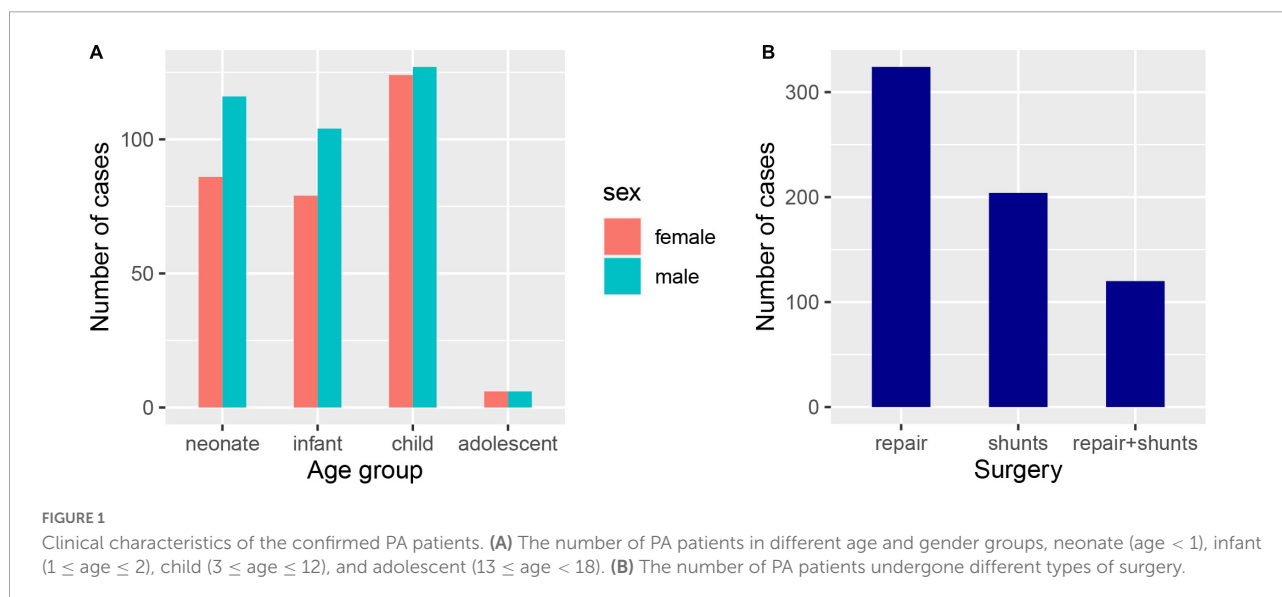 A
Number of cases
100
50
0
neonate infant child adolescent
Age group
sex
female
male
B
Number of cases
300
200
100
0
repair shunts repair+shunts
Surgery
FIGURE 1
Clinical characteristics of the confirmed PA patients. (A) The number of PA patients in different age and gender groups, neonate (age < 1), infant
(1 ≤ age ≤ 2), child (3 ≤ age ≤ 12), and adolescent (13 ≤ age < 18). (B) The number of PA patients undergone different types of surgery.